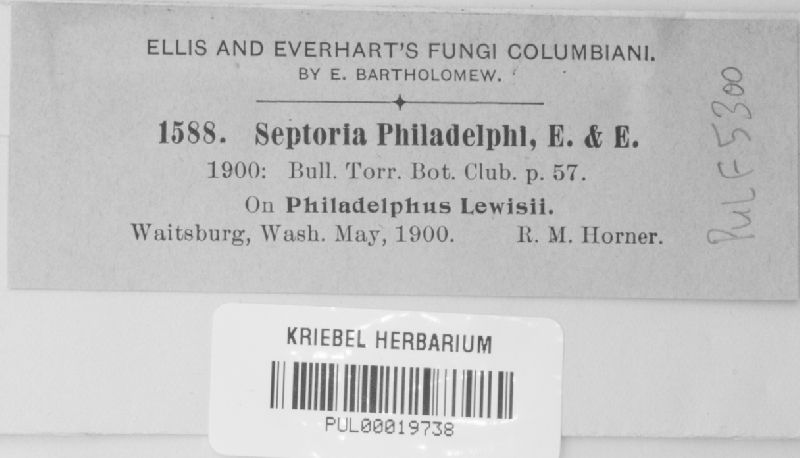 ELLIS AND EVERHART'S FUNGI COLUMBIANI.
BY E. BARTHOLOMEW.
1588. Septoria Philadelphi, E. & E.
1900: Bull. Torr. Bot. Club. p. 57.
On Philadelphus Lewisii.
Waitsburg, Wash. May, 1900. R. M. Horner.
PUL F5300
KRIEBEL HERBARIUM
PUL00019738